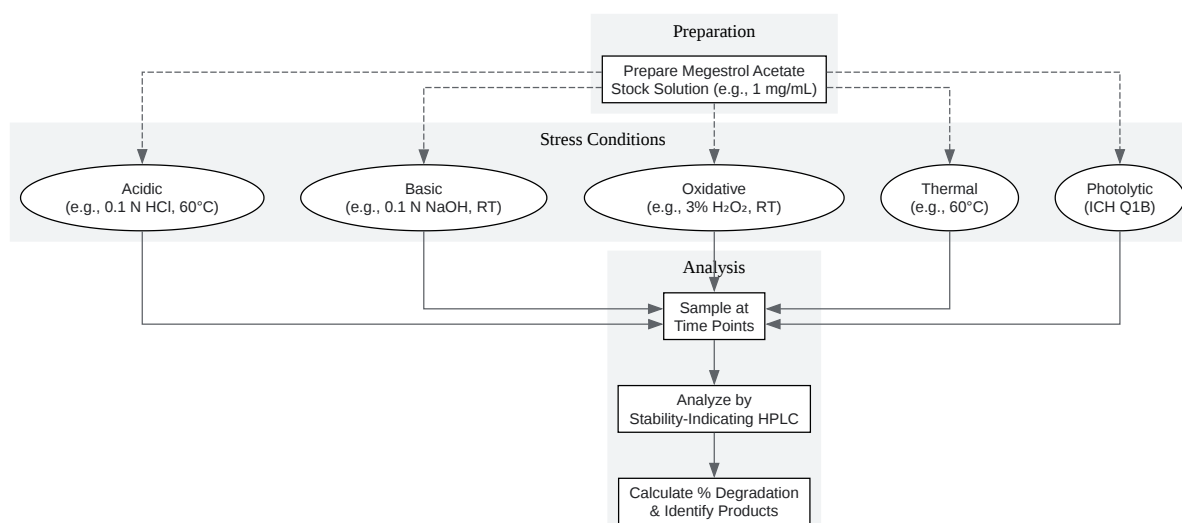 Preparation
Prepare Megestrol Acetate
Stock Solution (e.g., 1 mg/mL)
Stress Conditions
Acidic
(e.g., 0.1 N HCl, 60°C)
Basic
(e.g., 0.1 N NaOH, RT)
Oxidative
(e.g., 3% H₂O₂, RT)
Thermal
(e.g., 60°C)
Photolytic
(ICH Q1B)
Analysis
Sample at
Time Points
Analyze by
Stability-Indicating HPLC
Calculate % Degradation
& Identify Products